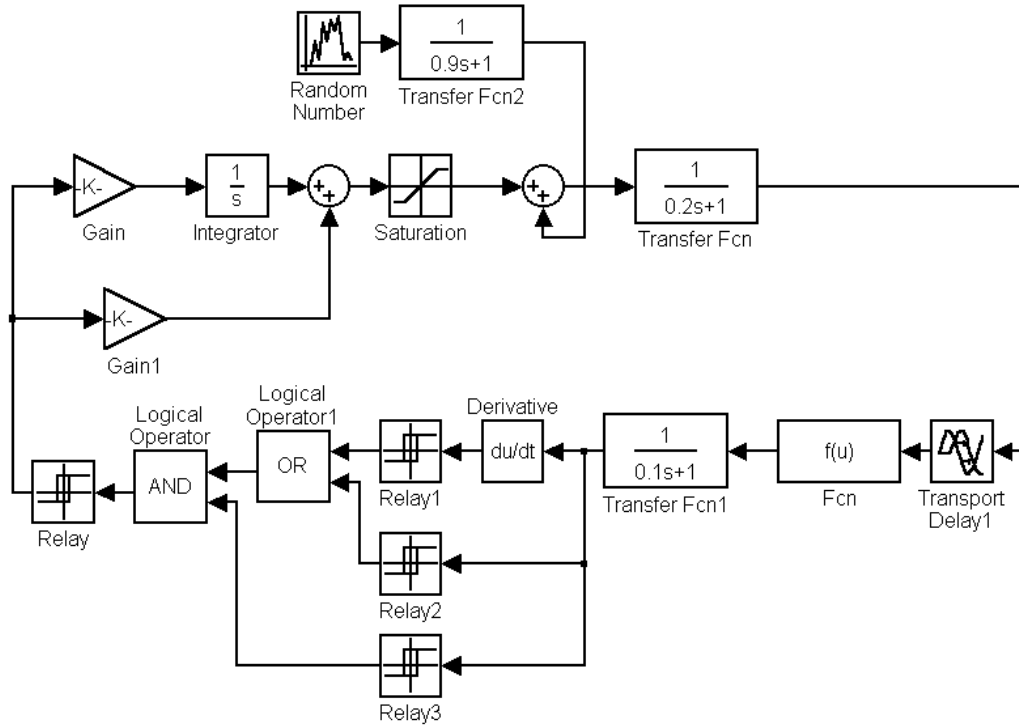 1
0.9s+1
Random
Number
Transfer Fcn2
-K-
1
s
+
+
+
+
1
0.2s+1
Gain
Integrator
Saturation
Transfer Fcn
-K-
Gain1
Logical
Operator
Logical
Operator1
Derivative
AND
OR
du/dt
1
0.1s+1
f(u)
Relay
Relay1
Transfer Fcn1
Fcn
Transport
Delay1
Relay2
Relay3